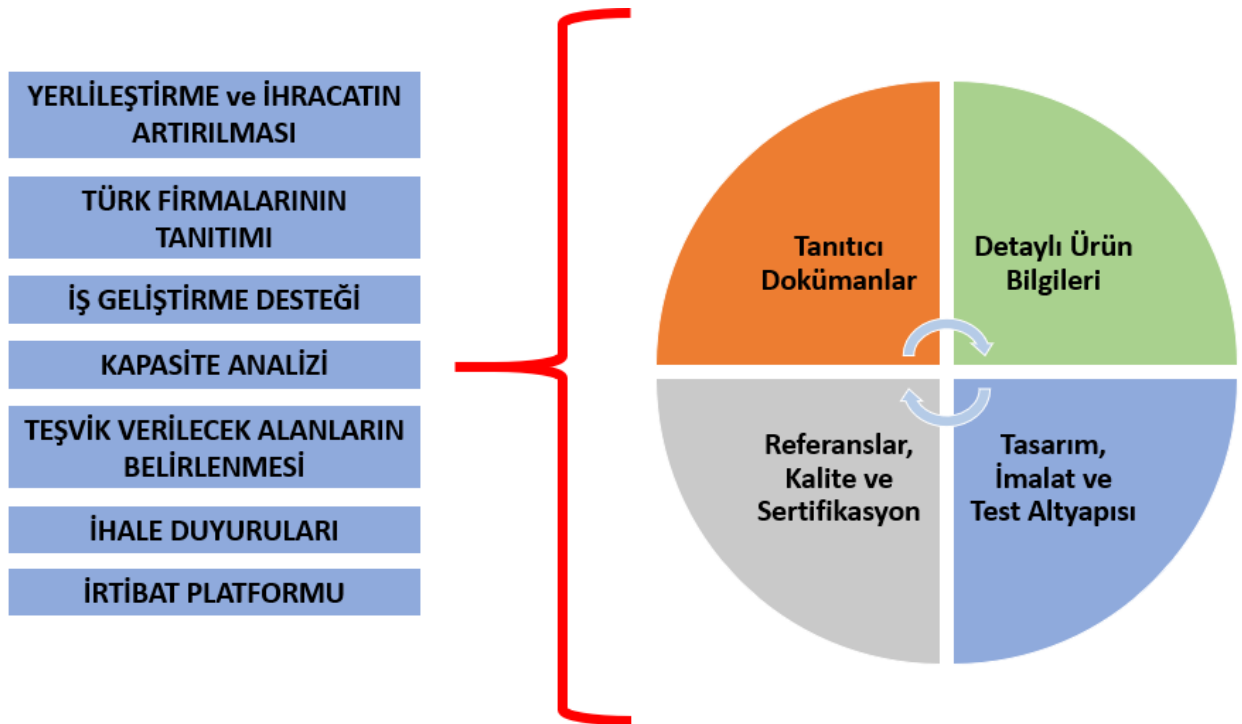 YERLİLEŞTİRME ve İHRACATIN
ARTIRILMASI
TÜRK FİRMALARININ
TANITIMI
İŞ GELİŞTİRME DESTEĞİ
KAPASİTE ANALİZİ
TEŞVİK VERİLECEK ALANLARIN
BELİRLENMESİ
İHALE DUYURULARI
İRTİBAT PLATFORMU
Tanıtıcı
Dokümanlar
Detaylı Ürün
Bilgileri
Referanslar,
Kalite ve
Sertifikasyon
Tasarım,
İmalat ve
Test Altyapısı